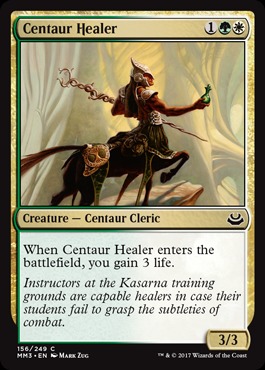 Centaur Healer 1
Creature — Centaur Cleric
When Centaur Healer enters the
battlefield, you gain 3 life.
Instructors at the Kasarna training
grounds are capable healers in case their
students fail to grasp the subtleties of
combat.
3/3
156/249 C
MM3 • EN Mark Zug
™ & © 2017 Wizards of the Coast